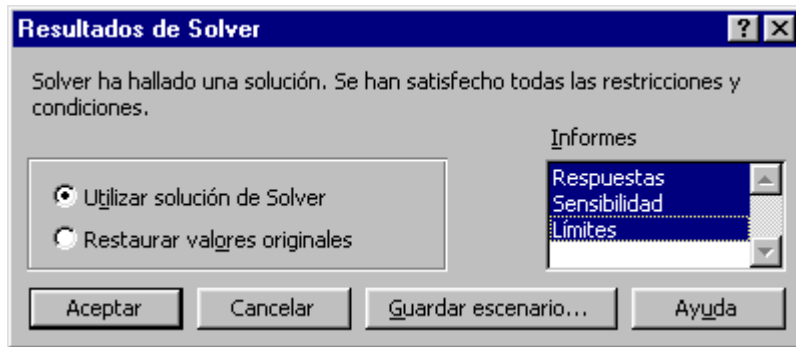 Resultados de Solver
Solver ha hallado una solución. Se han satisfecho todas las restricciones y
condiciones.
Informes
Utilizar solución de Solver
Restaurar valores originales
Respuestas
Sensibilidad
Límites
Aceptar
Cancelar
Guardar escenario...
Ayuda